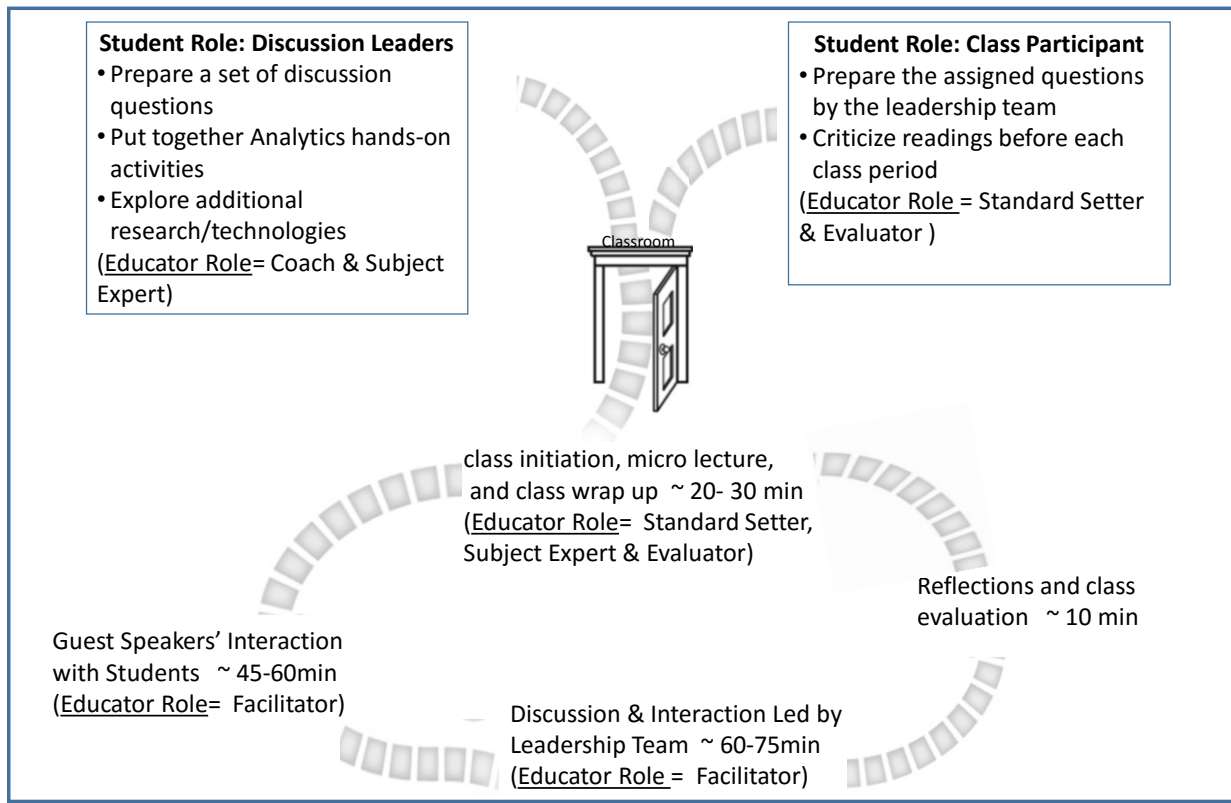 Student Role: Discussion Leaders
• Prepare a set of discussion
questions
• Put together Analytics hands-on
activities
• Explore additional
research/technologies
(Educator Role= Coach & Subject
Expert)
Student Role: Class Participant
• Prepare the assigned questions
by the leadership team
• Criticize readings before each
class period
(Educator Role = Standard Setter
& Evaluator )
Classroom
class initiation, micro lecture,
and class wrap up ~ 20- 30 min
(Educator Role= Standard Setter,
Subject Expert & Evaluator)
Reflections and class
evaluation ~ 10 min
Guest Speakers’ Interaction
with Students ~ 45-60min
(Educator Role= Facilitator)
Discussion & Interaction Led by
Leadership Team ~ 60-75min
(Educator Role = Facilitator)